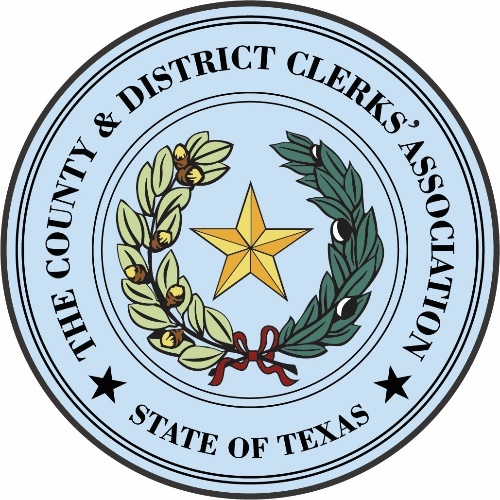 THE COUNTY & DISTRICT CLERKS' ASSOCIATION
STATE OF TEXAS